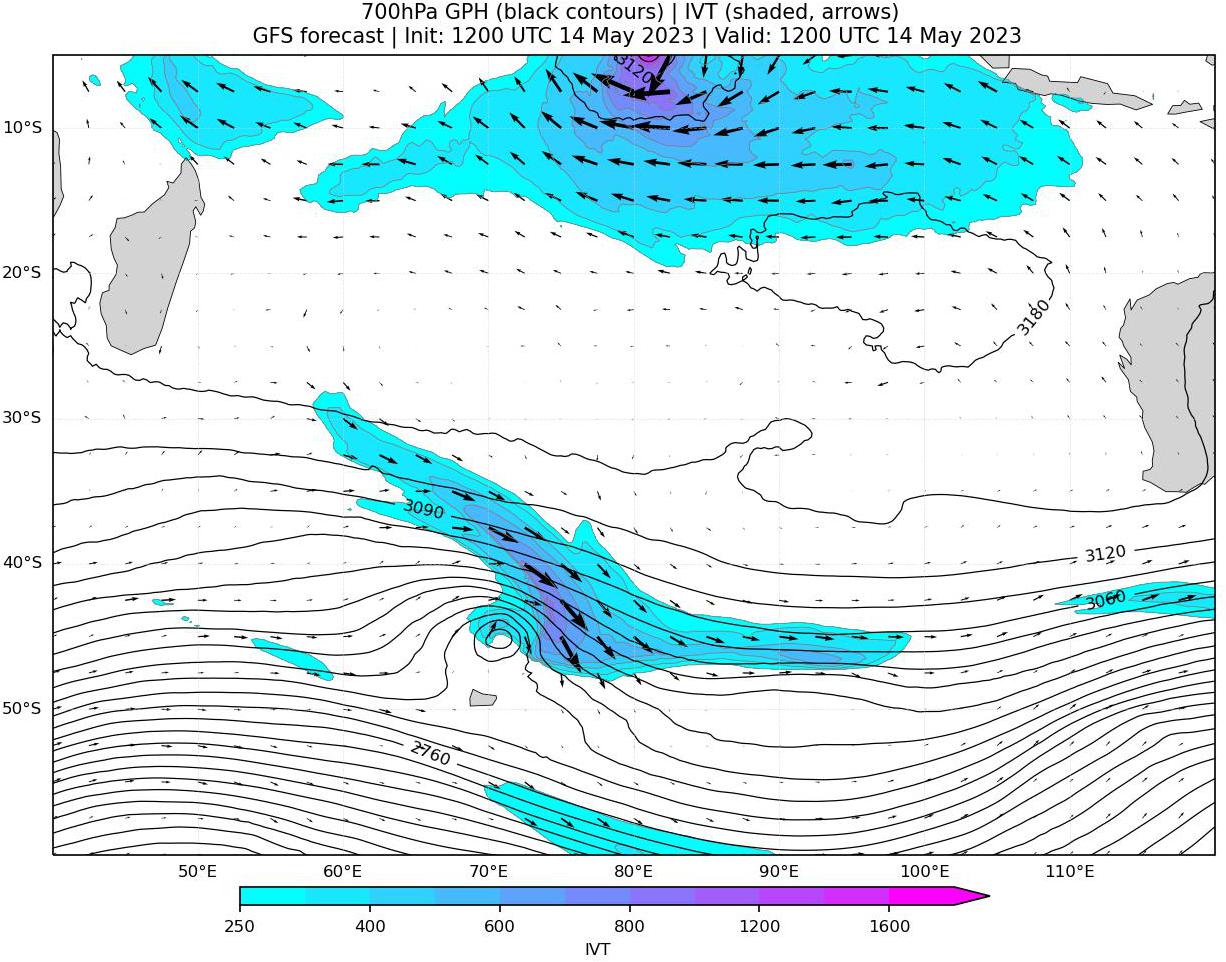 700hPa GPH (black contours) | IVT (shaded, arrows)
GFS forecast | Init: 1200 UTC 14 May 2023 | Valid: 1200 UTC 14 May 2023
3120
10°S
20°S
3180
30°S
3090
40°S
3120
3060
50°S
2760
50°E 60°E 70°E 80°E 90°E 100°E 110°E
250 400 600 800 1200 1600
IVT